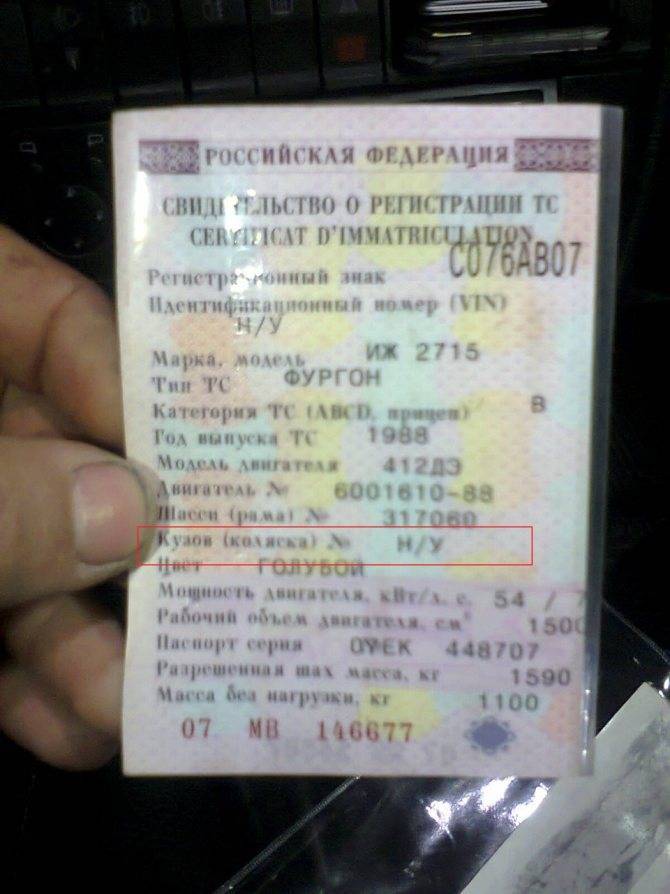 РОССИЙСКАЯ ФЕДЕРАЦИЯ
СВИДЕТЕЛЬСТВО О РЕГИСТРАЦИИ ТС
CERTIFICAT D'IMMATRICULATION
Регистрационный знак С076АВ07
Идентификационный номер (VIN)
Н/У
Марка, модель ИЖ 2715
Тип ТС ФУРГОН
Категория ТС (ABCD, прицеп) В
Год выпуска ТС 1988
Модель двигателя 412ДЭ
Двигатель № 6001610-88
Шасси (рама) № 317060
Кузов (коляска) № Н/У
Цвет ГОЛУБОЙ
Мощность двигателя, кВт/л. с. 54 / 7
Рабочий объем двигателя, см³ 1500
Паспорт серия 448707
Разрешенная max масса, кг 1590
Масса без нагрузки, кг 1100
07 МВ 146677